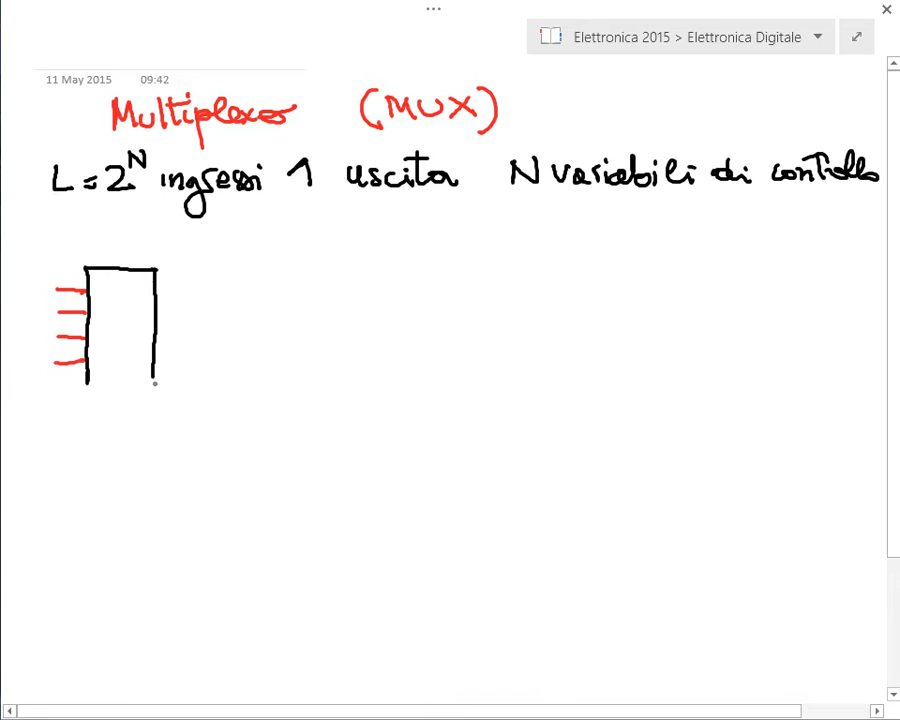 Elettronica 2015 > Elettronica Digitale
11 May 2015 09:42
Multiplexer (MUX)
L = 2^N ingressi 1 uscita N variabili di controllo